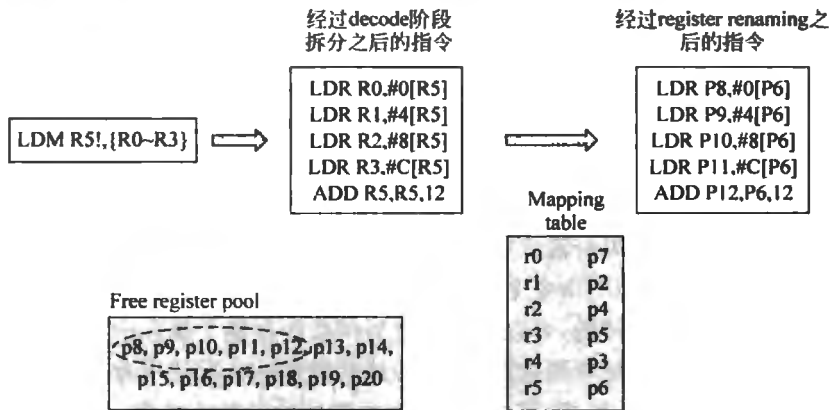 经过decode阶段
拆分之后的指令
经过register renaming之
后的指令
LDM R5!,{R0~R3}
LDR R0,#0[R5]
LDR R1,#4[R5]
LDR R2,#8[R5]
LDR R3,#C[R5]
ADD R5,R5,12
LDR P8,#0[P6]
LDR P9,#4[P6]
LDR P10,#8[P6]
LDR P11,#C[P6]
ADD P12,P6,12
Mapping
table
r0 p7
r1 p2
r2 p4
r3 p5
r4 p3
r5 p6
Free register pool
p8, p9, p10, p11, p12, p13, p14,
p15, p16, p17, p18, p19, p20